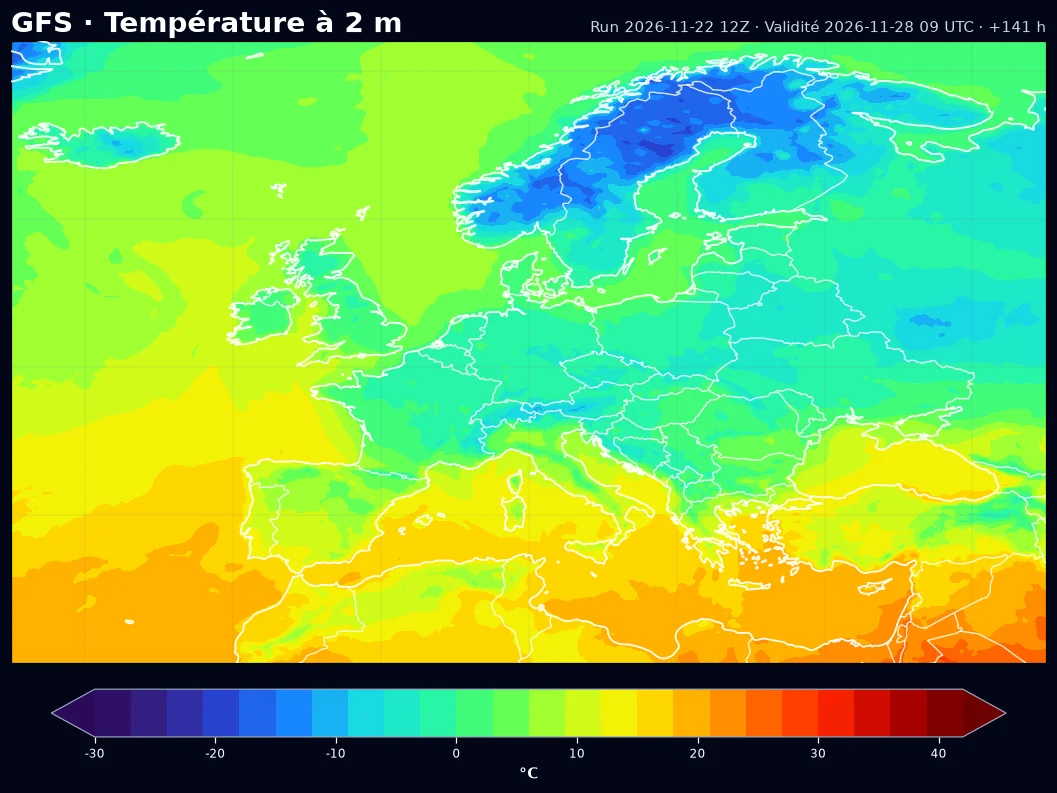 GFS · Température à 2 m
Run 2026-11-22 12Z · Validité 2026-11-28 09 UTC · +141 h
-30 -20 -10 0 10 20 30 40
°C